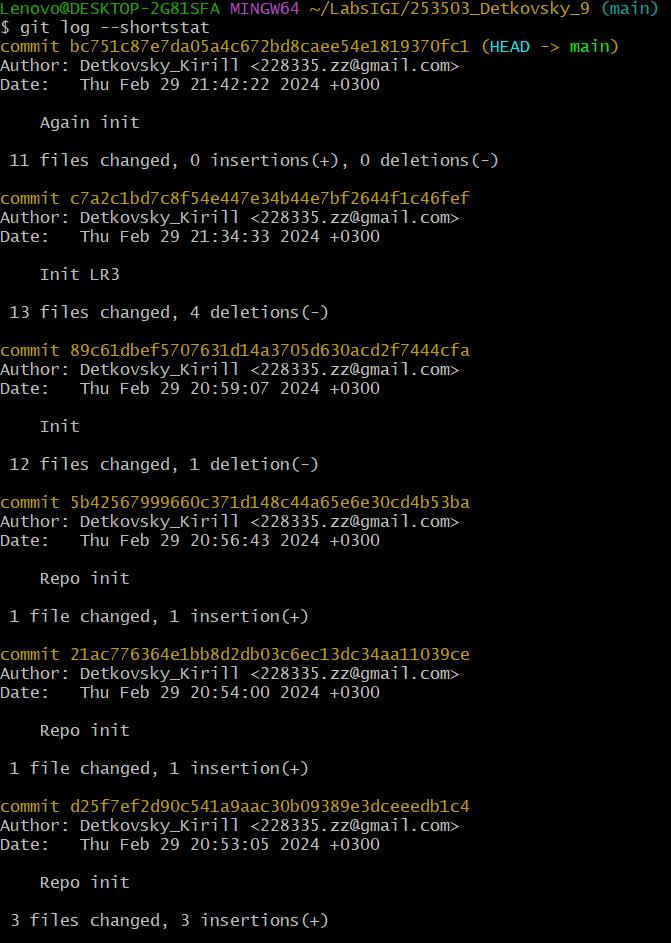 Lenovo@DESKTOP-2G81SFA MINGW64 ~/LabsIGI/253503_Detkovsky_9 (main)
$ git log --shortstat
commit bc751c87e7da05a4c672bd8caee54e1819370fc1 (HEAD -> main)
Author: Detkovsky_Kirill <228335.zz@gmail.com>
Date:   Thu Feb 29 21:42:22 2024 +0300
    Again init
 11 files changed, 0 insertions(+), 0 deletions(-)
commit c7a2c1bd7c8f54e447e34b44e7bf2644f1c46fef
Author: Detkovsky_Kirill <228335.zz@gmail.com>
Date:   Thu Feb 29 21:34:33 2024 +0300
    Init LR3
 13 files changed, 4 deletions(-)
commit 89c61dbef5707631d14a3705d630acd2f7444cfa
Author: Detkovsky_Kirill <228335.zz@gmail.com>
Date:   Thu Feb 29 20:59:07 2024 +0300
    Init
 12 files changed, 1 deletion(-)
commit 5b42567999660c371d148c44a65e6e30cd4b53ba
Author: Detkovsky_Kirill <228335.zz@gmail.com>
Date:   Thu Feb 29 20:56:43 2024 +0300
    Repo init
 1 file changed, 1 insertion(+)
commit 21ac776364e1bb8d2db03c6ec13dc34aa11039ce
Author: Detkovsky_Kirill <228335.zz@gmail.com>
Date:   Thu Feb 29 20:54:00 2024 +0300
    Repo init
 1 file changed, 1 insertion(+)
commit d25f7ef2d90c541a9aac30b09389e3dceeedb1c4
Author: Detkovsky_Kirill <228335.zz@gmail.com>
Date:   Thu Feb 29 20:53:05 2024 +0300
    Repo init
 3 files changed, 3 insertions(+)